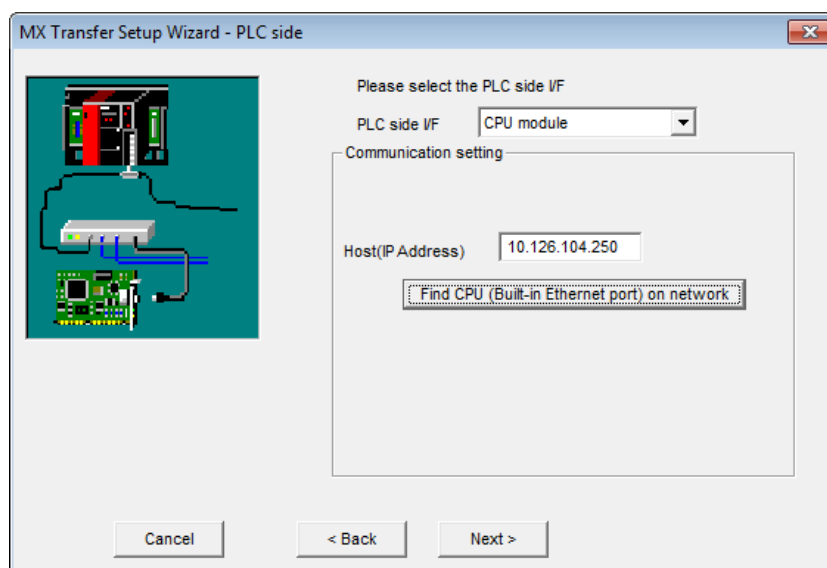 MX Transfer Setup Wizard - PLC side
Please select the PLC side I/F
PLC side I/F CPU module
Communication setting
Host(IP Address) 10.126.104.250
Find CPU (Built-in Ethernet port) on network
Cancel < Back Next >